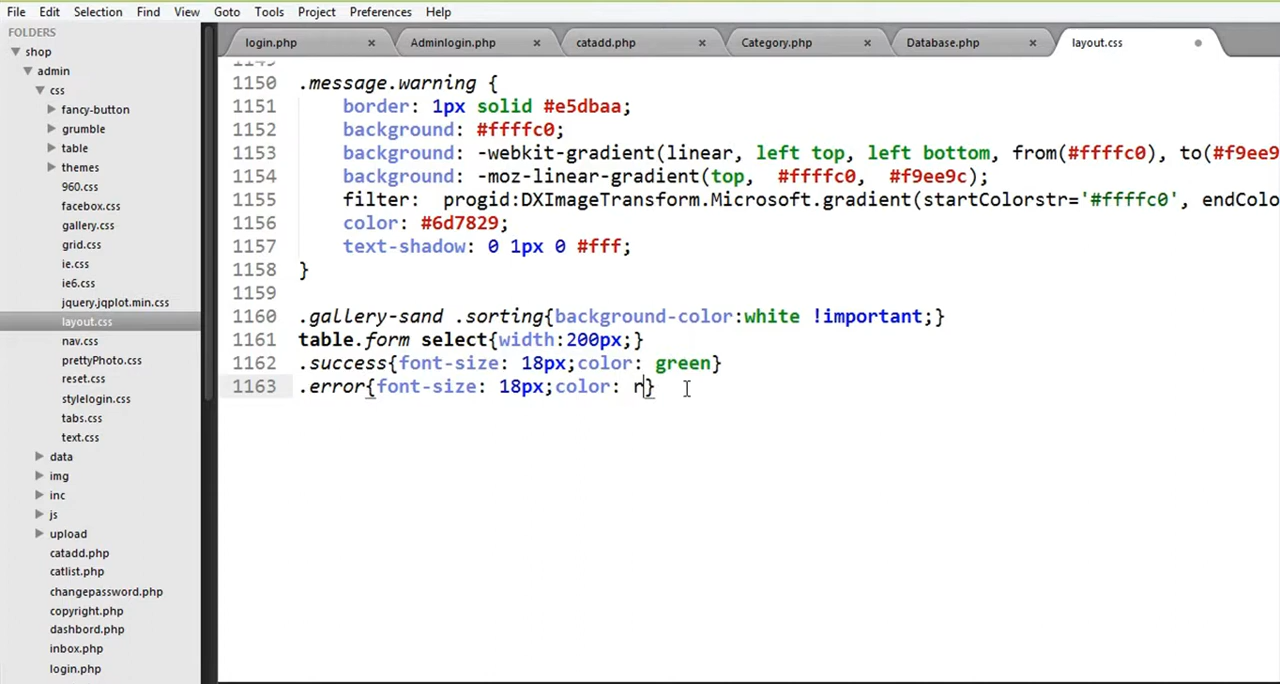 File Edit Selection Find View Goto Tools Project Preferences Help
FOLDERS
shop
admin
css
fancy-button
grumble
table
themes
960.css
facebox.css
gallery.css
grid.css
ie.css
ie6.css
jquery.jqplot.min.css
layout.css
nav.css
prettyPhoto.css
reset.css
stylelogin.css
tabs.css
text.css
data
img
inc
js
upload
catadd.php
catlist.php
changepassword.php
copyright.php
dashbord.php
inbox.php
login.php
login.php × Adminlogin.php × catadd.php × Category.php × Database.php × layout.css
1149
1150 .message.warning {
1151 border: 1px solid #e5dbaa;
1152 background: #ffffc0;
1153 background: -webkit-gradient(linear, left top, left bottom, from(#ffffc0), to(#f9ee9
1154 background: -moz-linear-gradient(top, #ffffc0, #f9ee9c);
1155 filter: progid:DXImageTransform.Microsoft.gradient(startColorstr='#ffffc0', endColo
1156 color: #6d7829;
1157 text-shadow: 0 1px 0 #fff;
1158 }
1159
1160 .gallery-sand .sorting{background-color:white !important;}
1161 table.form select{width:200px;}
1162 .success{font-size: 18px;color: green}
1163 .error{font-size: 18px;color: r}